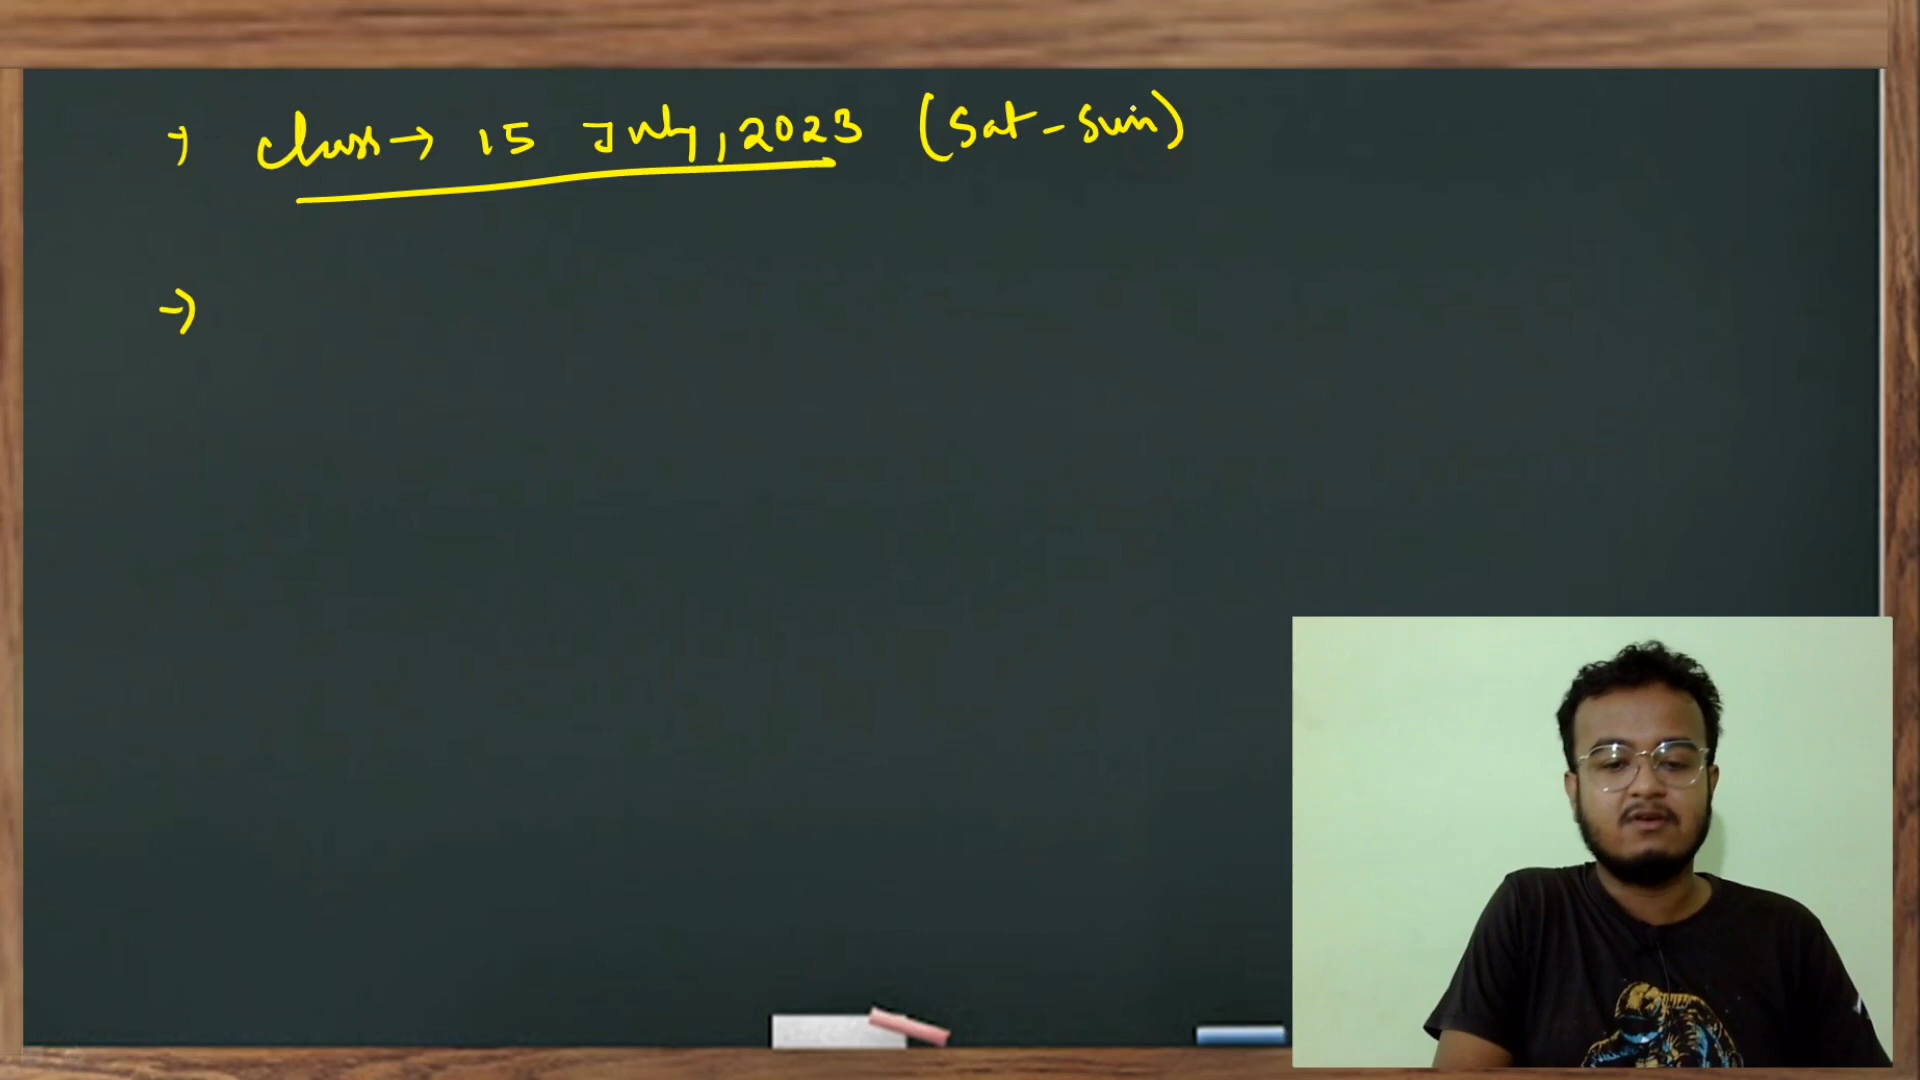 → class → 15 July, 2023 (Sat-Sun)
→